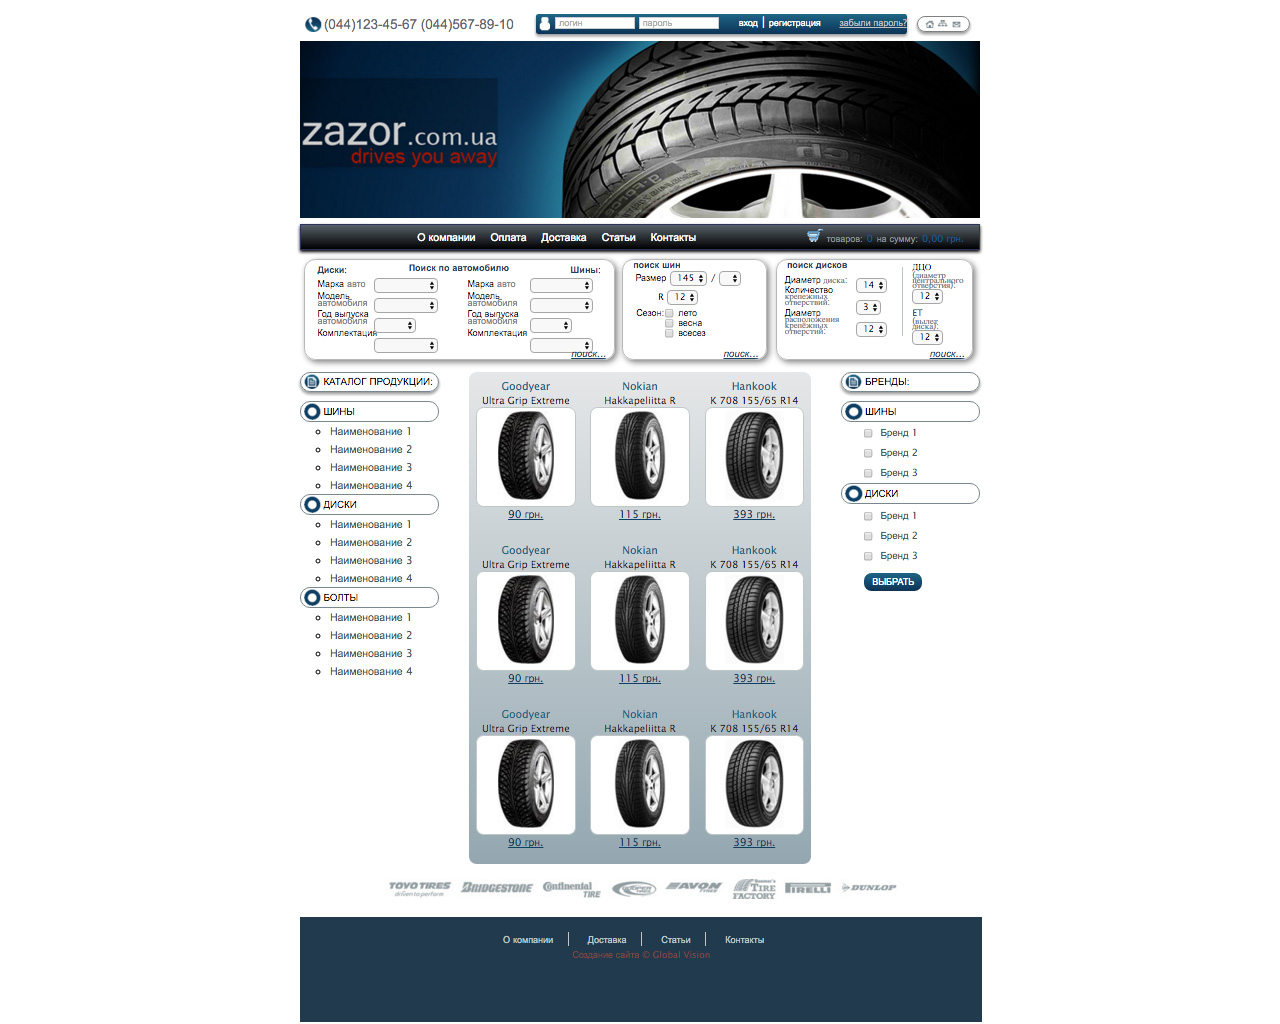 (044)123-45-67 (044)567-89-10
логин пароль вход регистрация забыли пароль?
zazor.com.ua
drives you away
О компании Оплата Доставка Статьи Контакты
товаров: 0 на сумму: 0,00 грн.
Диски: Поиск по автомобилю Шины:
Марка авто Марка авто
Модель автомобиля Модель автомобиля
Год выпуска автомобиля Год выпуска автомобиля
Комплектация Комплектация
поиск...
поиск шин
Размер 145 /
R 12
Сезон: лето
весна
всесез
поиск...
поиск дисков
Диаметр диска: 14
Количество крепежных отверстий: 3
Диаметр расположения крепежных отверстий: 12
ДЦО (диаметр центрального отверстия):
12
ET (вылет диска):
12
поиск...
КАТАЛОГ ПРОДУКЦИИ:
ШИНЫ
Наименование 1
Наименование 2
Наименование 3
Наименование 4
ДИСКИ
Наименование 1
Наименование 2
Наименование 3
Наименование 4
БОЛТЫ
Наименование 1
Наименование 2
Наименование 3
Наименование 4
Goodyear Nokian Hankook
Ultra Grip Extreme Hakkapeliitta R K 708 155/65 R14
90 грн. 115 грн. 393 грн.
Goodyear Nokian Hankook
Ultra Grip Extreme Hakkapeliitta R K 708 155/65 R14
90 грн. 115 грн. 393 грн.
Goodyear Nokian Hankook
Ultra Grip Extreme Hakkapeliitta R K 708 155/65 R14
90 грн. 115 грн. 393 грн.
БРЕНДЫ:
ШИНЫ
Бренд 1
Бренд 2
Бренд 3
ДИСКИ
Бренд 1
Бренд 2
Бренд 3
ВЫБРАТЬ
TOYO TIRES driven to perform BRIDGESTONE Continental TIRE AVON TYRES TIRE FACTORY PIRELLI DUNLOP
О компании Доставка Статьи Контакты
Создание сайта © Global Vision